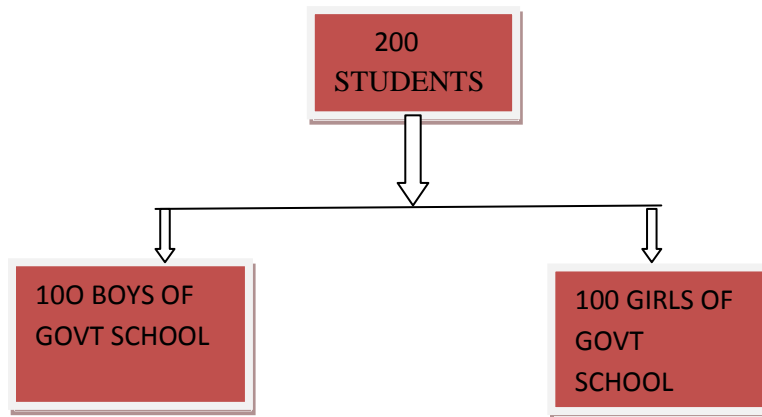 200
STUDENTS
10O BOYS OF
GOVT SCHOOL
100 GIRLS OF
GOVT
SCHOOL